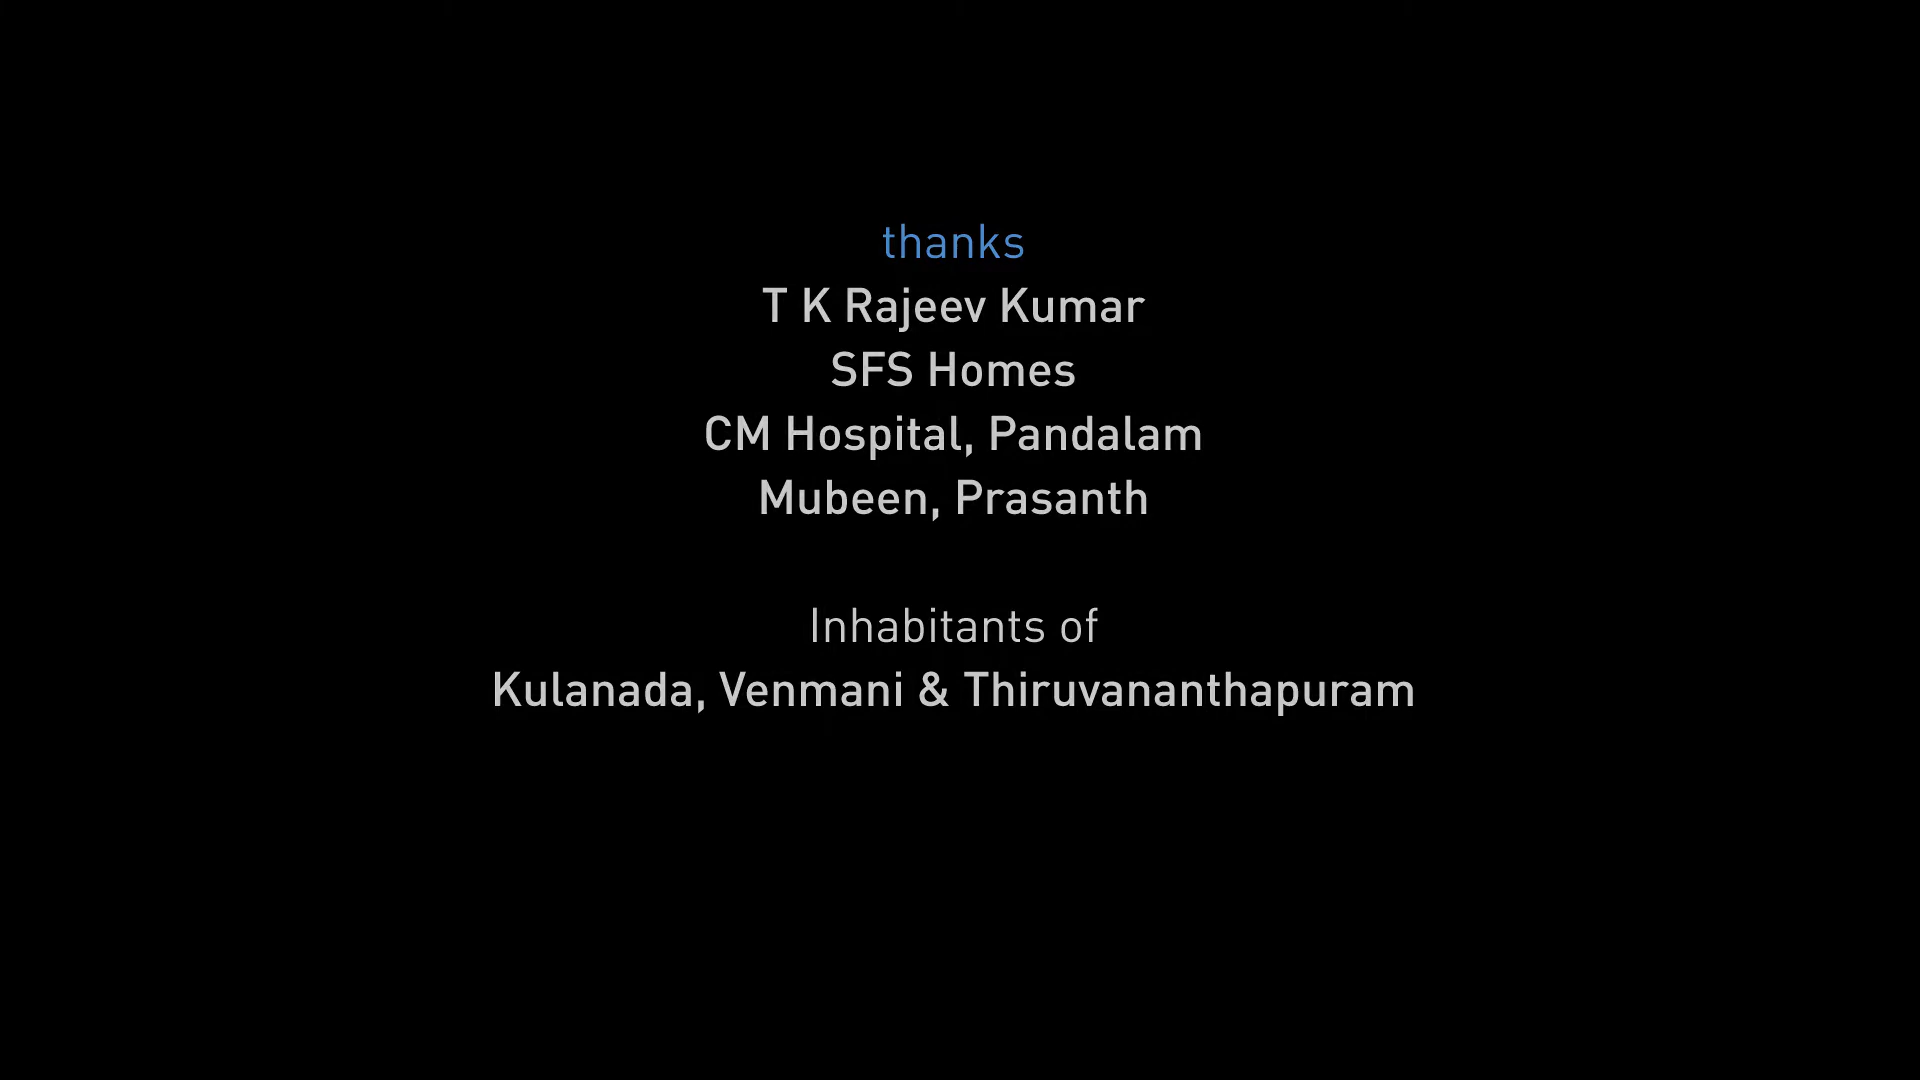 thanks
T K Rajeev Kumar
SFS Homes
CM Hospital, Pandalam
Mubeen, Prasanth
Inhabitants of
Kulanada, Venmani & Thiruvananthapuram